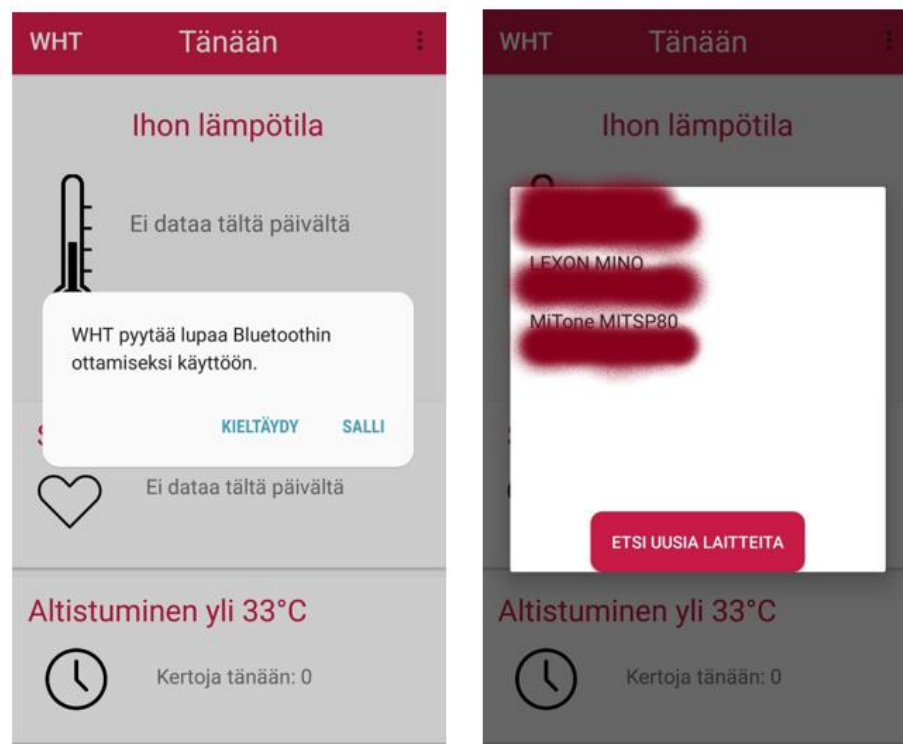 WHT Tänään
Ihon lämpötila
Ei dataa tältä päivältä
WHT pyytää lupaa Bluetoothin
ottamiseksi käyttöön.
KIELTÄYDY SALLI
Ei dataa tältä päivältä
Altistuminen yli 33°C
Kertoja tänään: 0
WHT Tänään
Ihon lämpötila
LEXON MINO
MiTone MITSP80
ETSI UUSIA LAITTEITA
Altistuminen yli 33°C
Kertoja tänään: 0